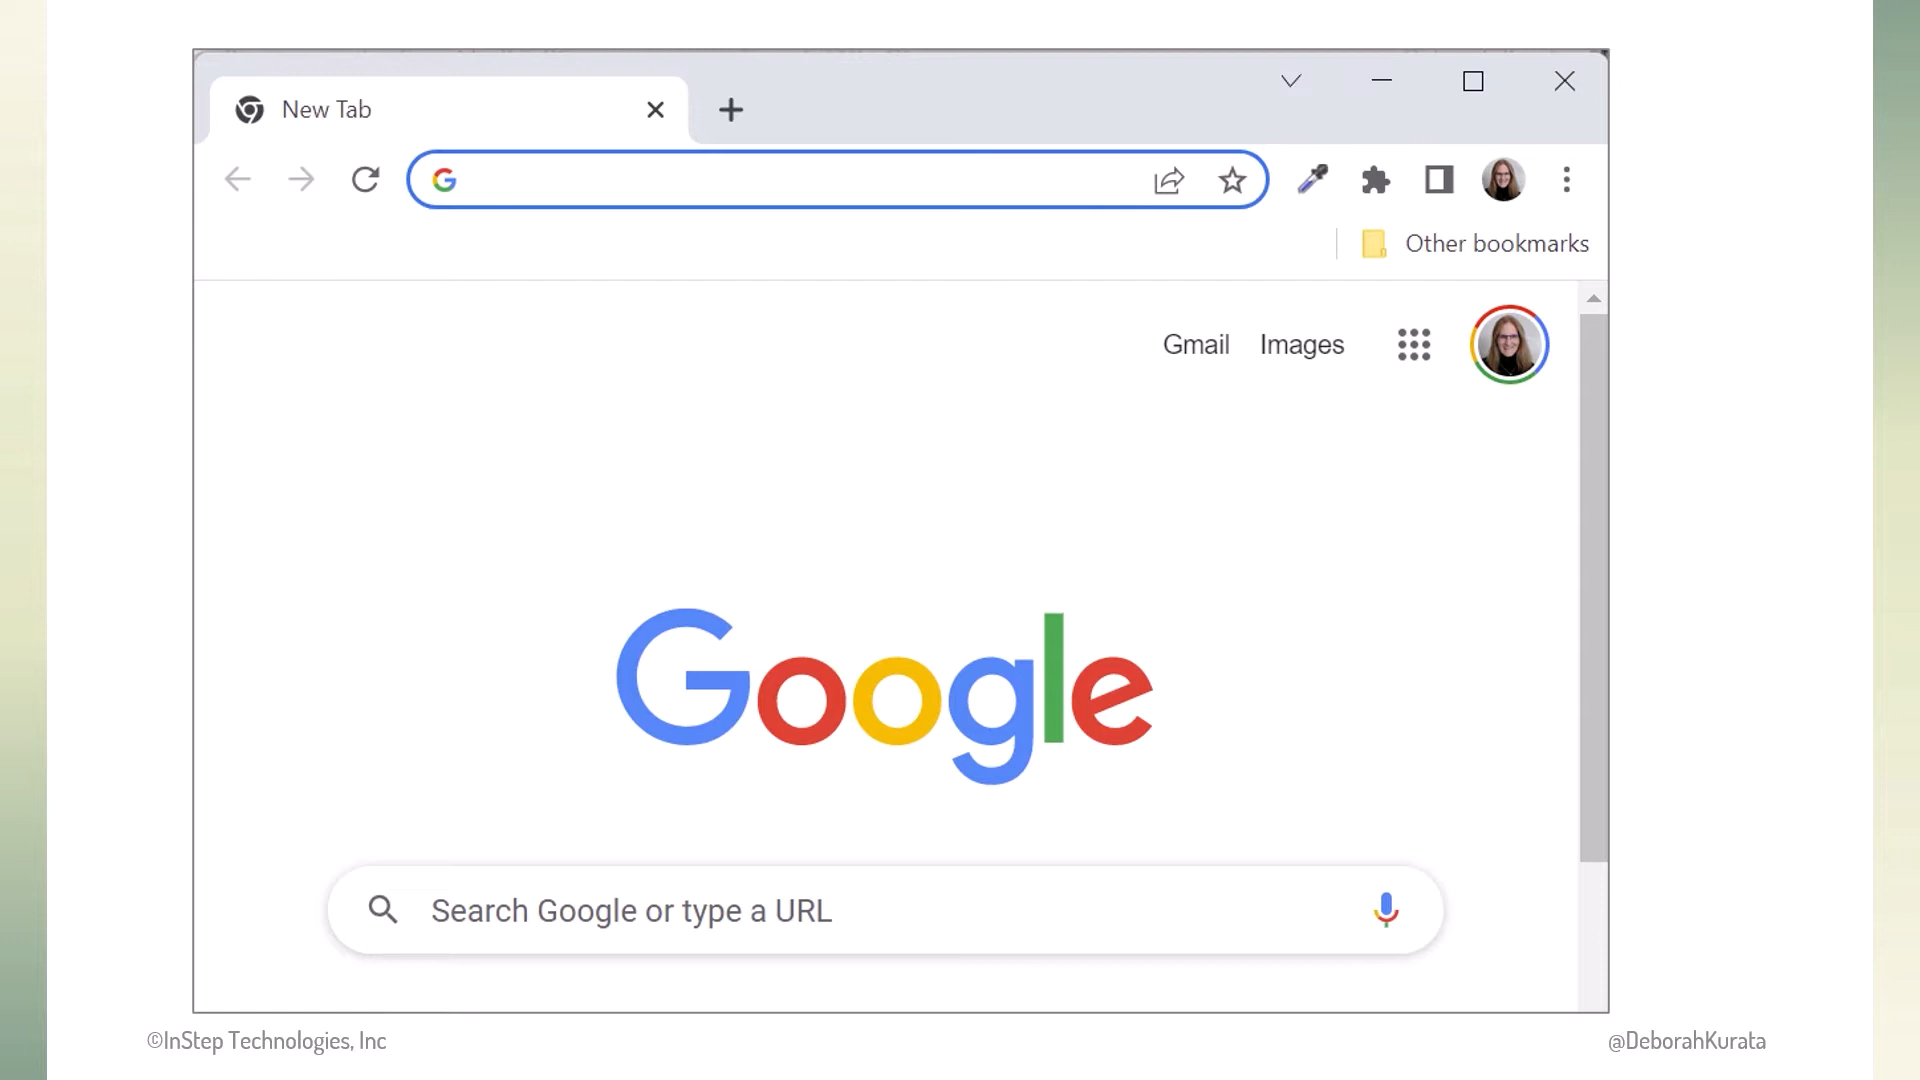 New Tab
Other bookmarks
Gmail Images
Google
Search Google or type a URL
©InStep Technologies, Inc
@DeborahKurata